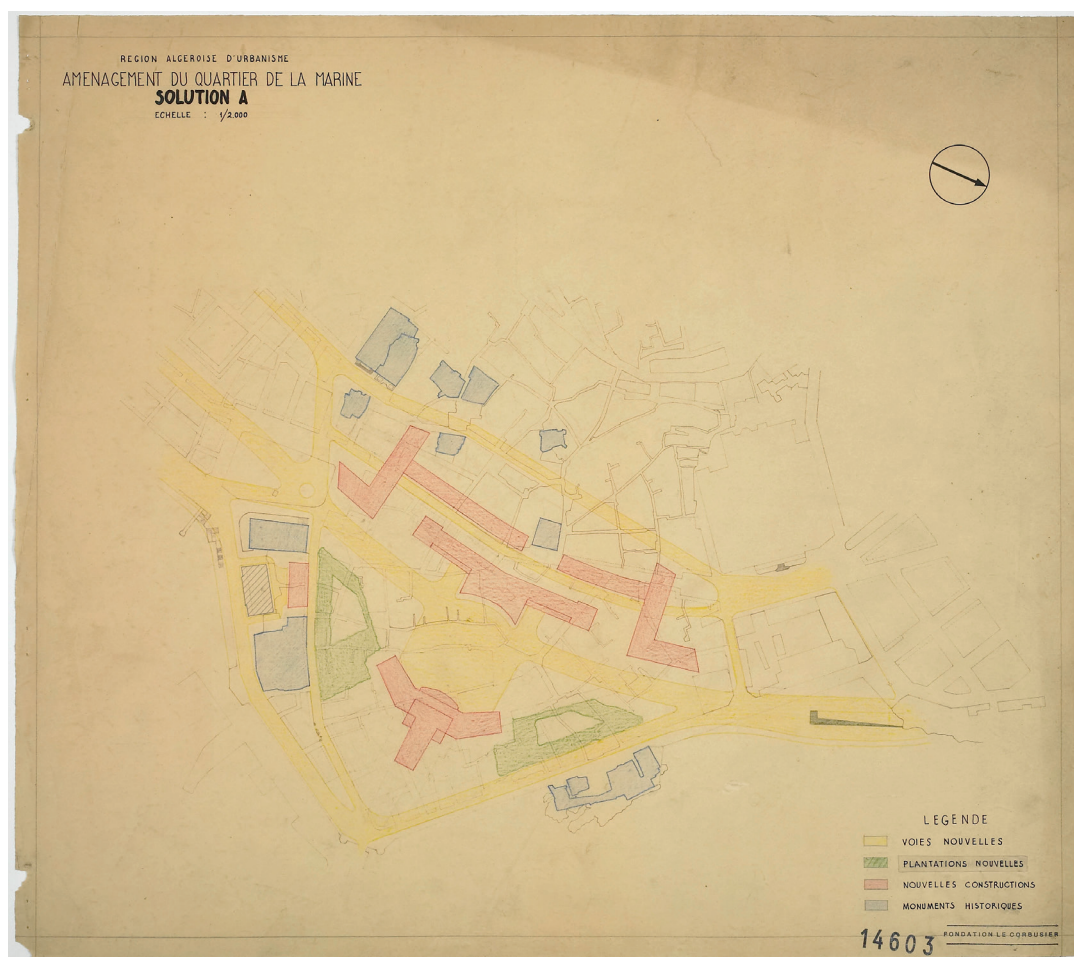 REGION ALGEROISE D'URBANISME
AMENAGEMENT DU QUARTIER DE LA MARINE
SOLUTION A
ECHELLE : 1/2.000
LEGENDE
VOIES NOUVELLES
PLANTATIONS NOUVELLES
NOUVELLES CONSTRUCTIONS
MONUMENTS HISTORIQUES
14603
FONDATION LE CORBUSIER